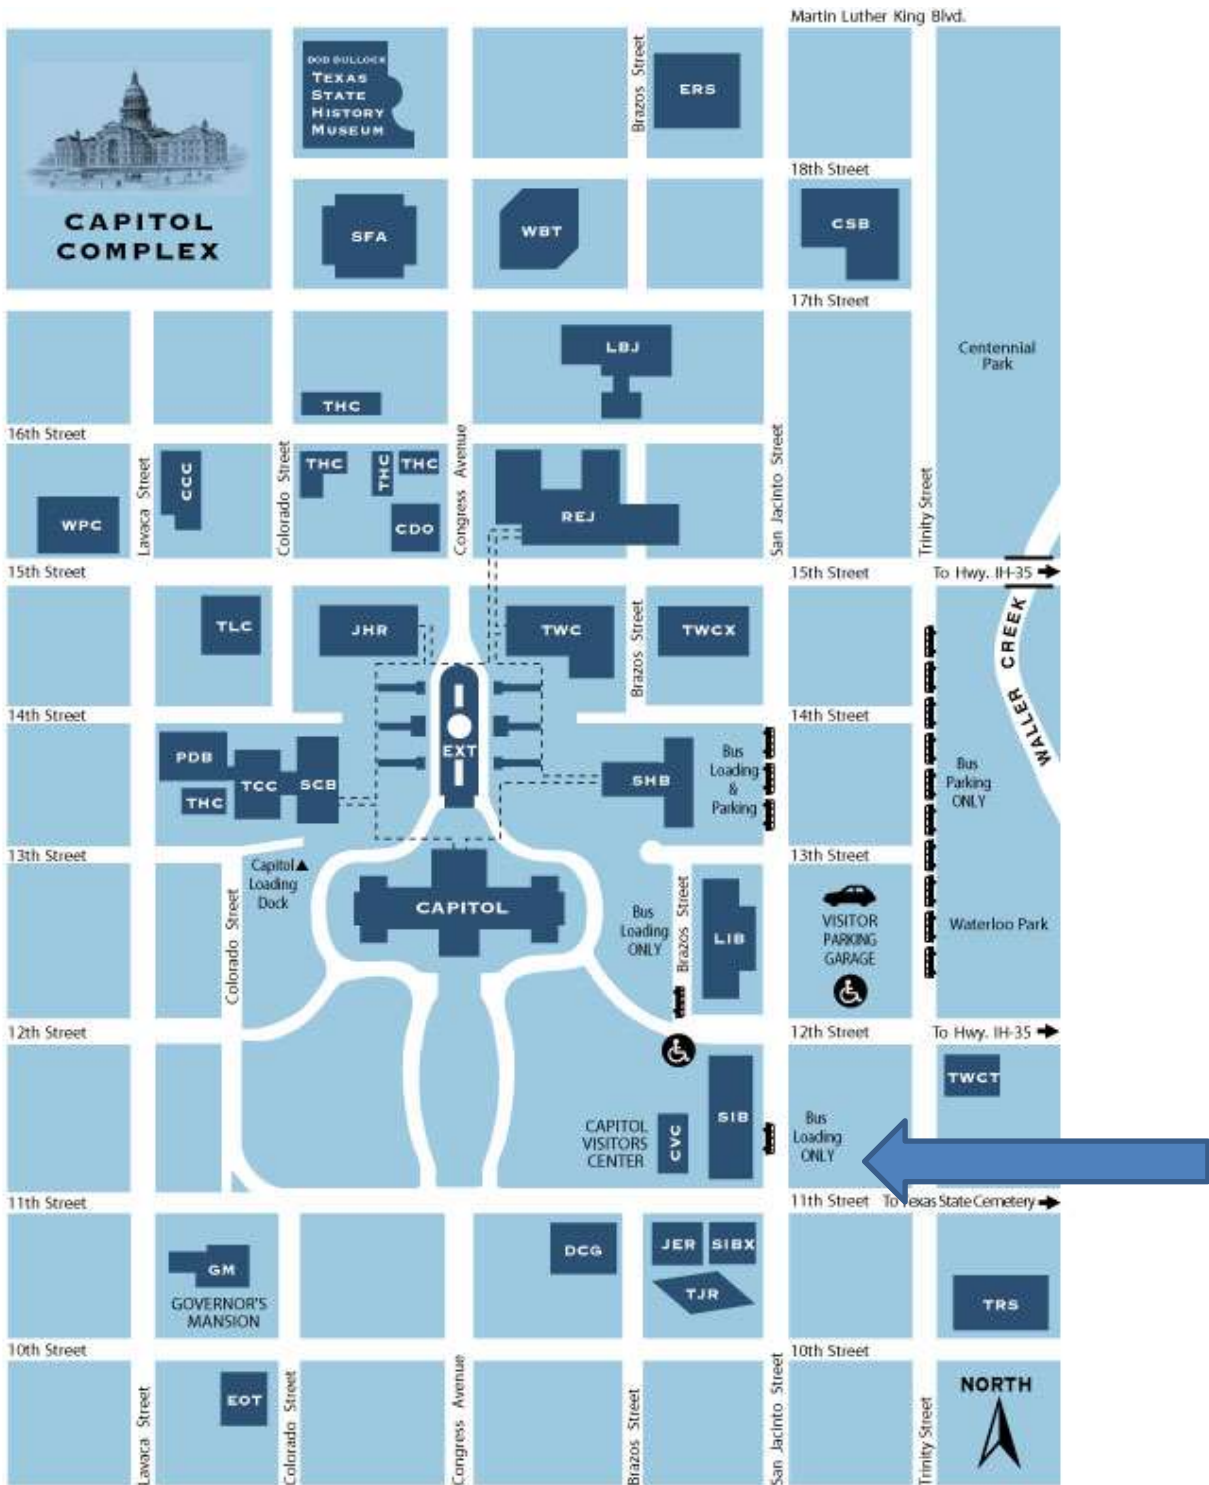 Martin Luther King Blvd.
CAPITOL
COMPLEX
BOB BULLOCK
TEXAS
STATE
HISTORY
MUSEUM
Brazos Street
ERS
18th Street
SFA
WBT
CSB
17th Street
LBJ
Centennial
Park
THC
16th Street
Lavaca Street
CCC
Colorado Street
THC
THC
THC
Congress Avenue
San Jacinto Street
Trinity Street
WPC
CDO
REJ
15th Street
15th Street
To Hwy. IH-35
TLC
JHR
TWC
Brazos Street
TWCX
WALLER CREEK
14th Street
14th Street
PDB
TCC
SCB
THC
EXT
SHB
Bus
Loading
&
Parking
Bus
Parking
ONLY
13th Street
13th Street
Capitol
Loading
Dock
Colorado Street
CAPITOL
Bus
Loading
ONLY
Brazos Street
LIB
VISITOR
PARKING
GARAGE
Waterloo Park
12th Street
12th Street
To Hwy. IH-35
TWCT
CAPITOL
VISITORS
CENTER
CVC
SIB
Bus
Loading
ONLY
11th Street
11th Street
To Texas State Cemetery
GM
GOVERNOR'S
MANSION
DCG
JER
SIBX
TJR
TRS
10th Street
10th Street
Lavaca Street
EOT
Colorado Street
Congress Avenue
Brazos Street
San Jacinto Street
Trinity Street
NORTH